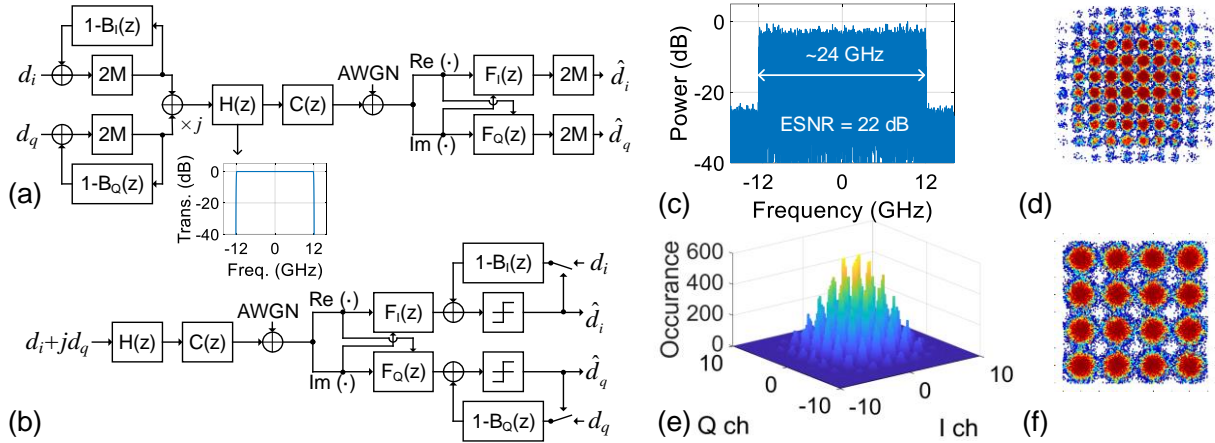 1-B_I(z)
d_i
2M
AWGN
Re (·)
F_I(z)
2M
d̂_i
H(z)
C(z)
×j
d_q
2M
Im (·)
F_Q(z)
2M
d̂_q
1-B_Q(z)
(a)
Trans. (dB)
0
-20
-40
-12 0 12
Freq. (GHz)
1-B_I(z)
d_i
AWGN
Re (·)
F_I(z)
d̂_i
d_i+jd_q
H(z)
C(z)
Im (·)
F_Q(z)
d̂_q
1-B_Q(z)
d_q
(b)
Power (dB)
0
-20
-40
~24 GHz
ESNR = 22 dB
-12 0 12
Frequency (GHz)
(c)
(d)
Occurance
600
400
200
0
10
0
-10
-10
0
10
Q ch
I ch
(e)
(f)